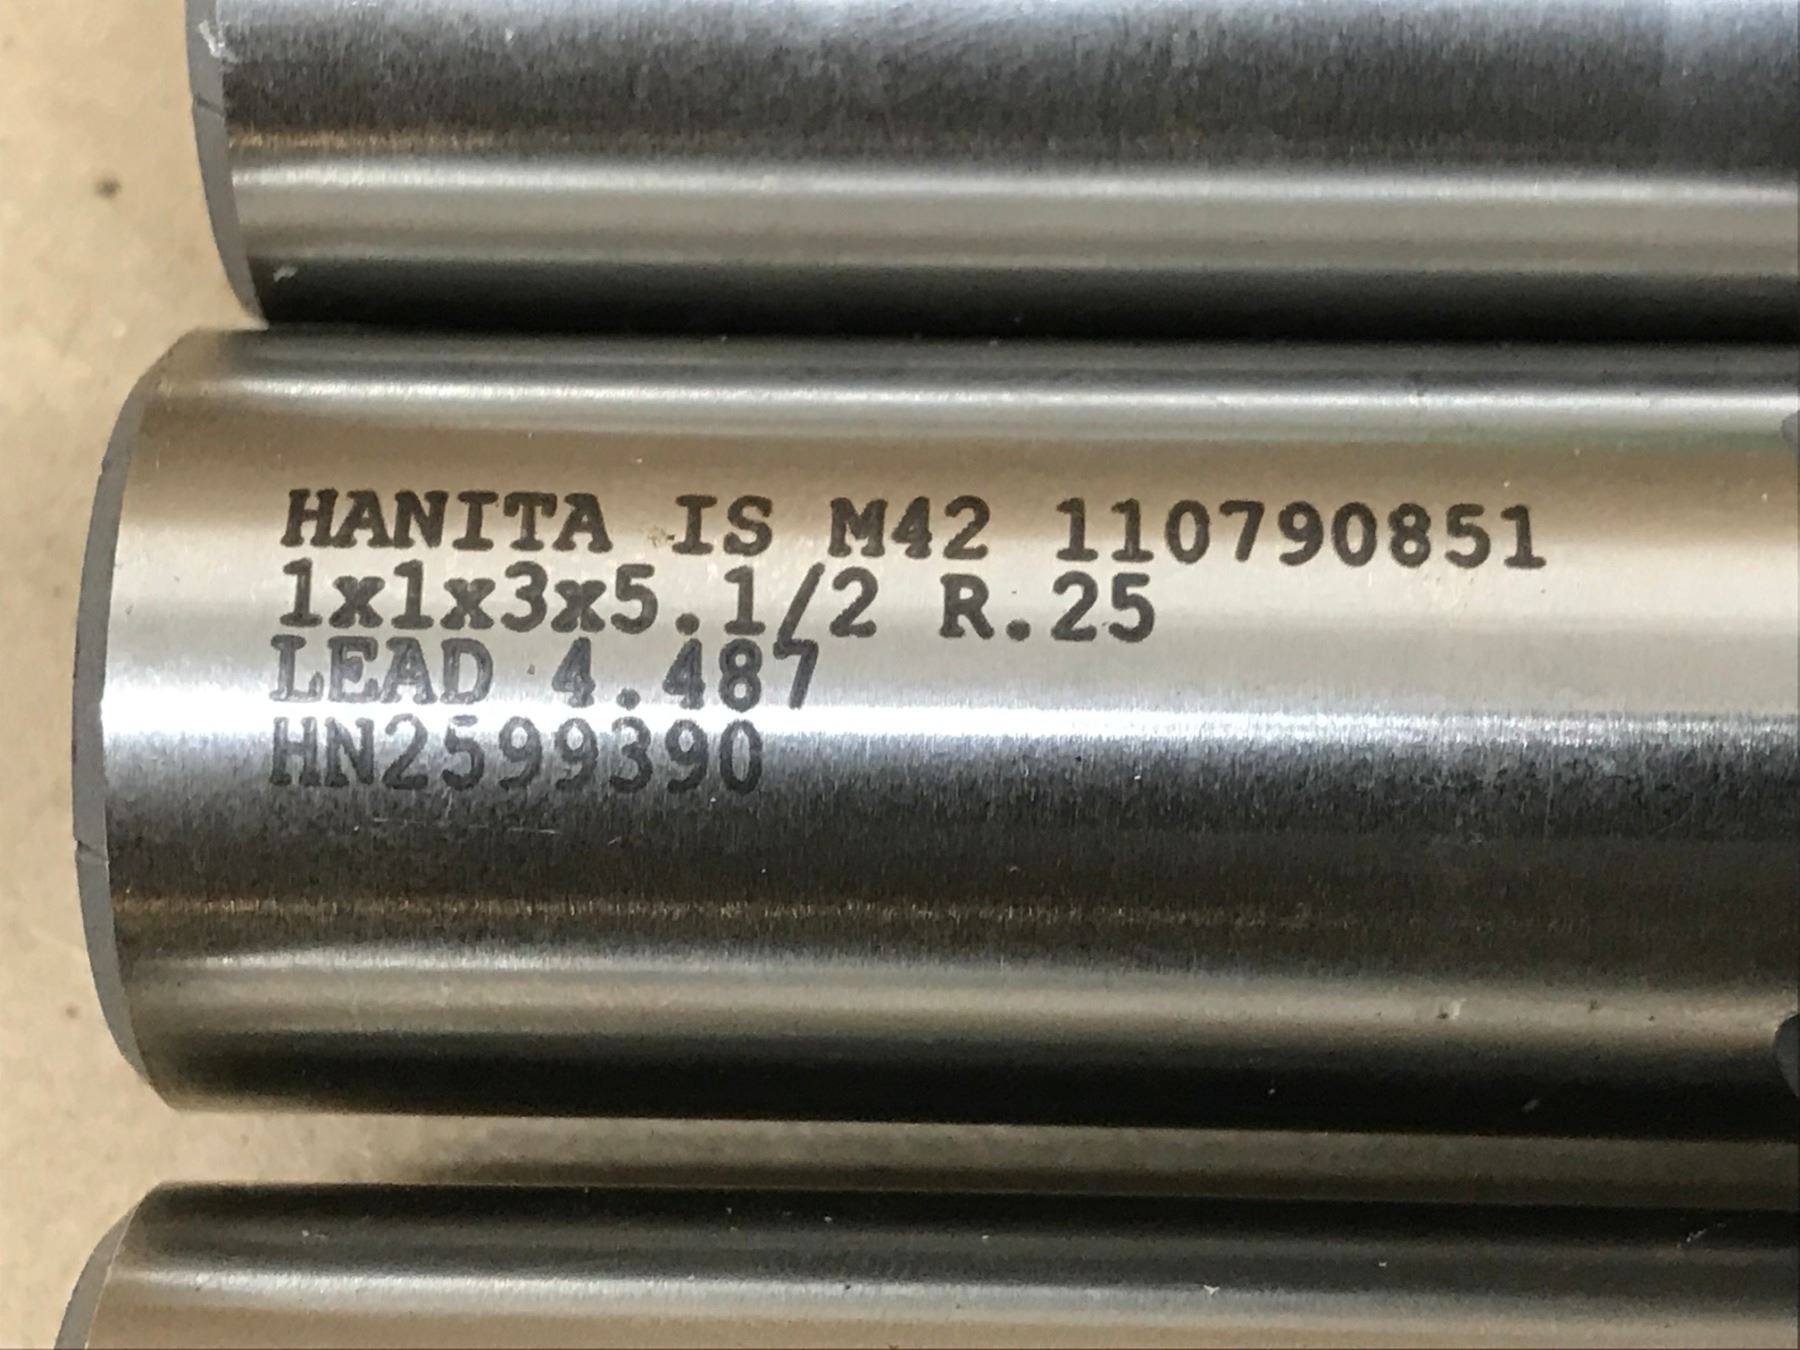 HANITA IS M42 110790851
1x1x3x5.1/2 R.25
LEAD 4.487
HN2599390